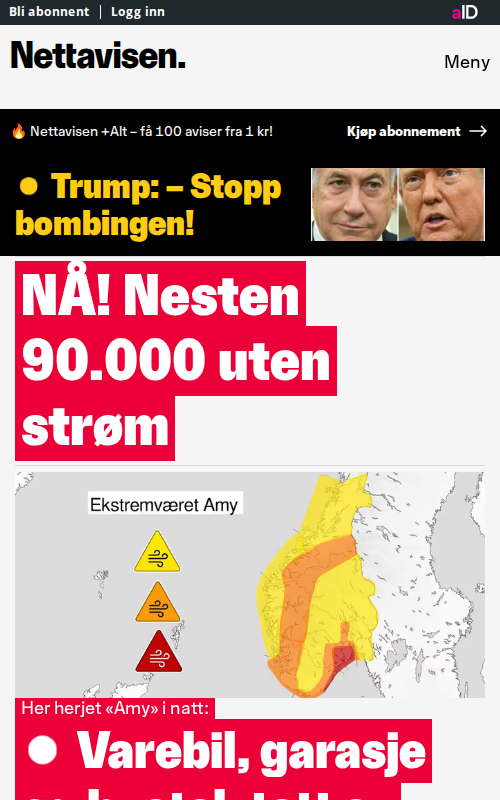 Bli abonnent | Logg inn
aID
Nettavisen.
Meny
🔥 Nettavisen +Alt – få 100 aviser fra 1 kr!
Kjøp abonnement →
Trump: – Stopp
bombingen!
NÅ! Nesten
90.000 uten
strøm
Ekstremværet Amy
Her herjet «Amy» i natt:
Varebil, garasje